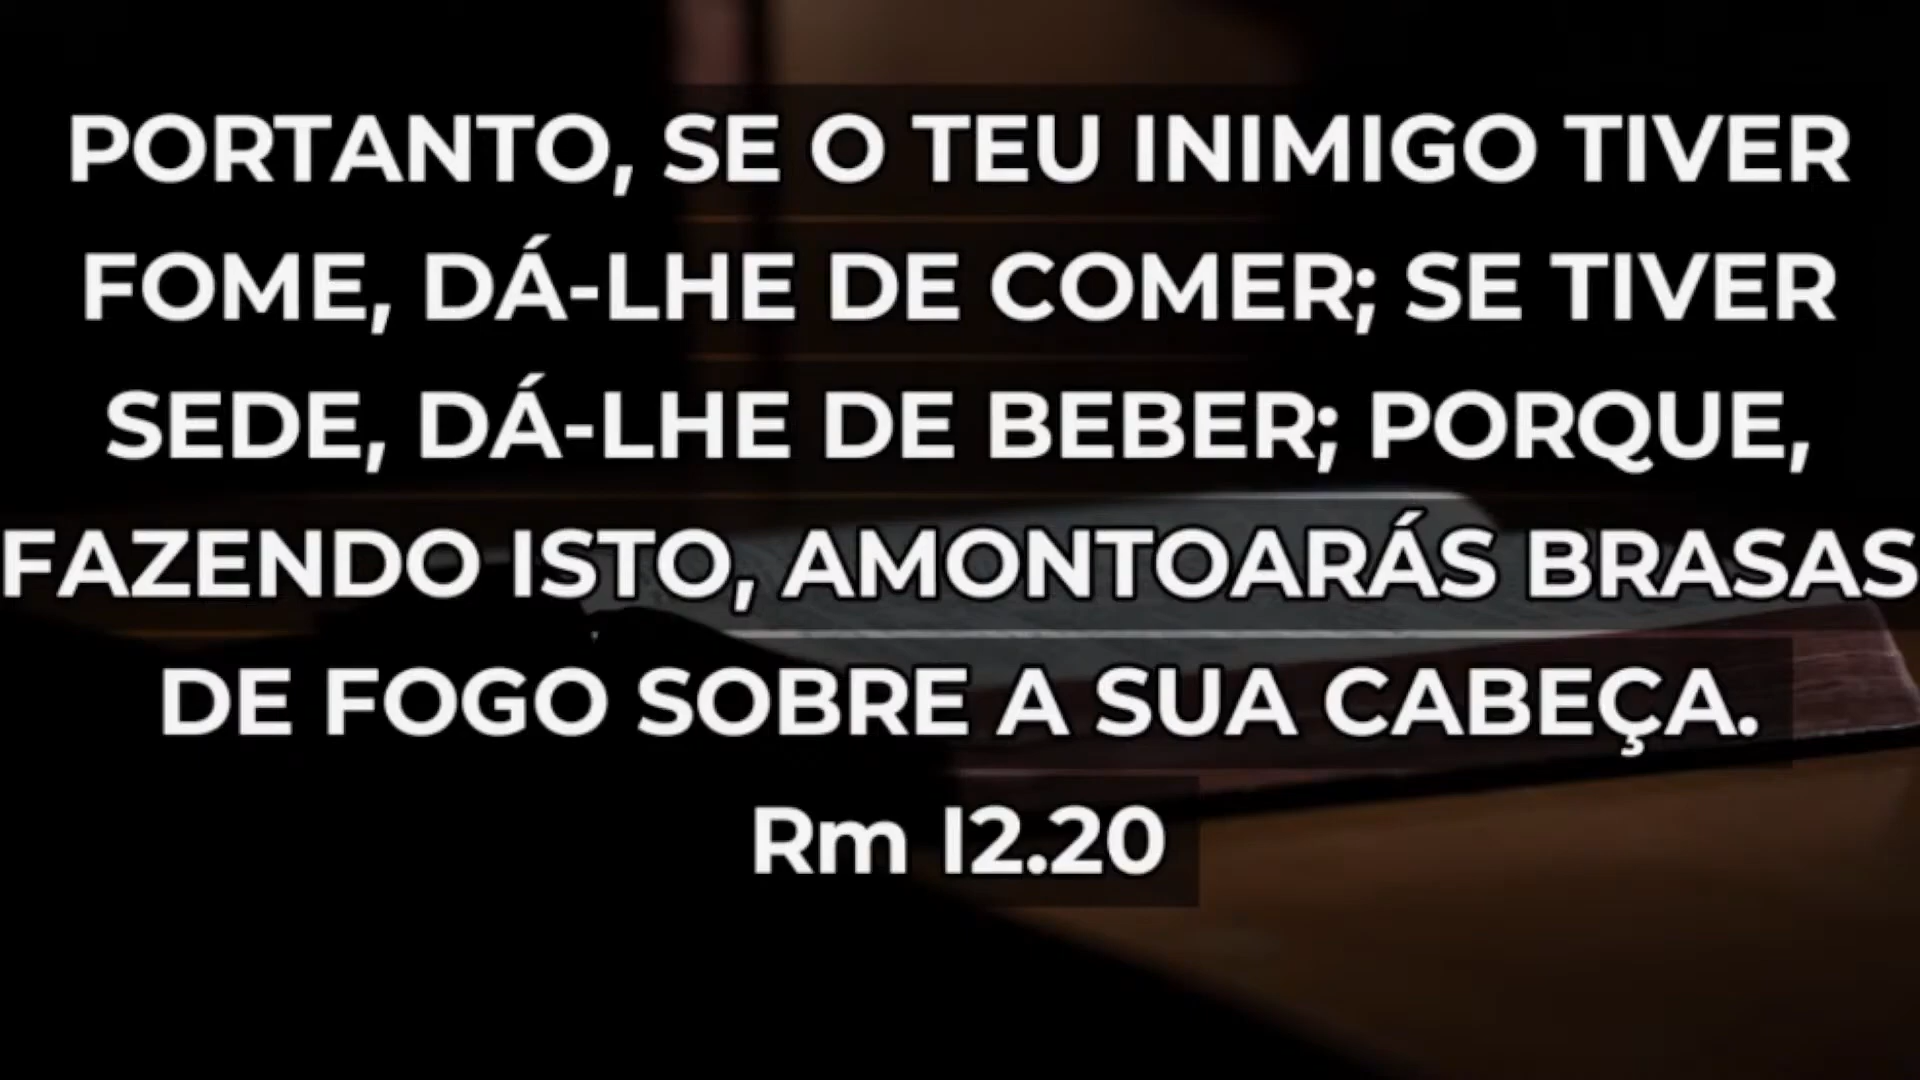 PORTANTO, SE O TEU INIMIGO TIVER
FOME, DÁ-LHE DE COMER; SE TIVER
SEDE, DÁ-LHE DE BEBER; PORQUE,
FAZENDO ISTO, AMONTOARÁS BRASAS
DE FOGO SOBRE A SUA CABEÇA.
Rm 12.20